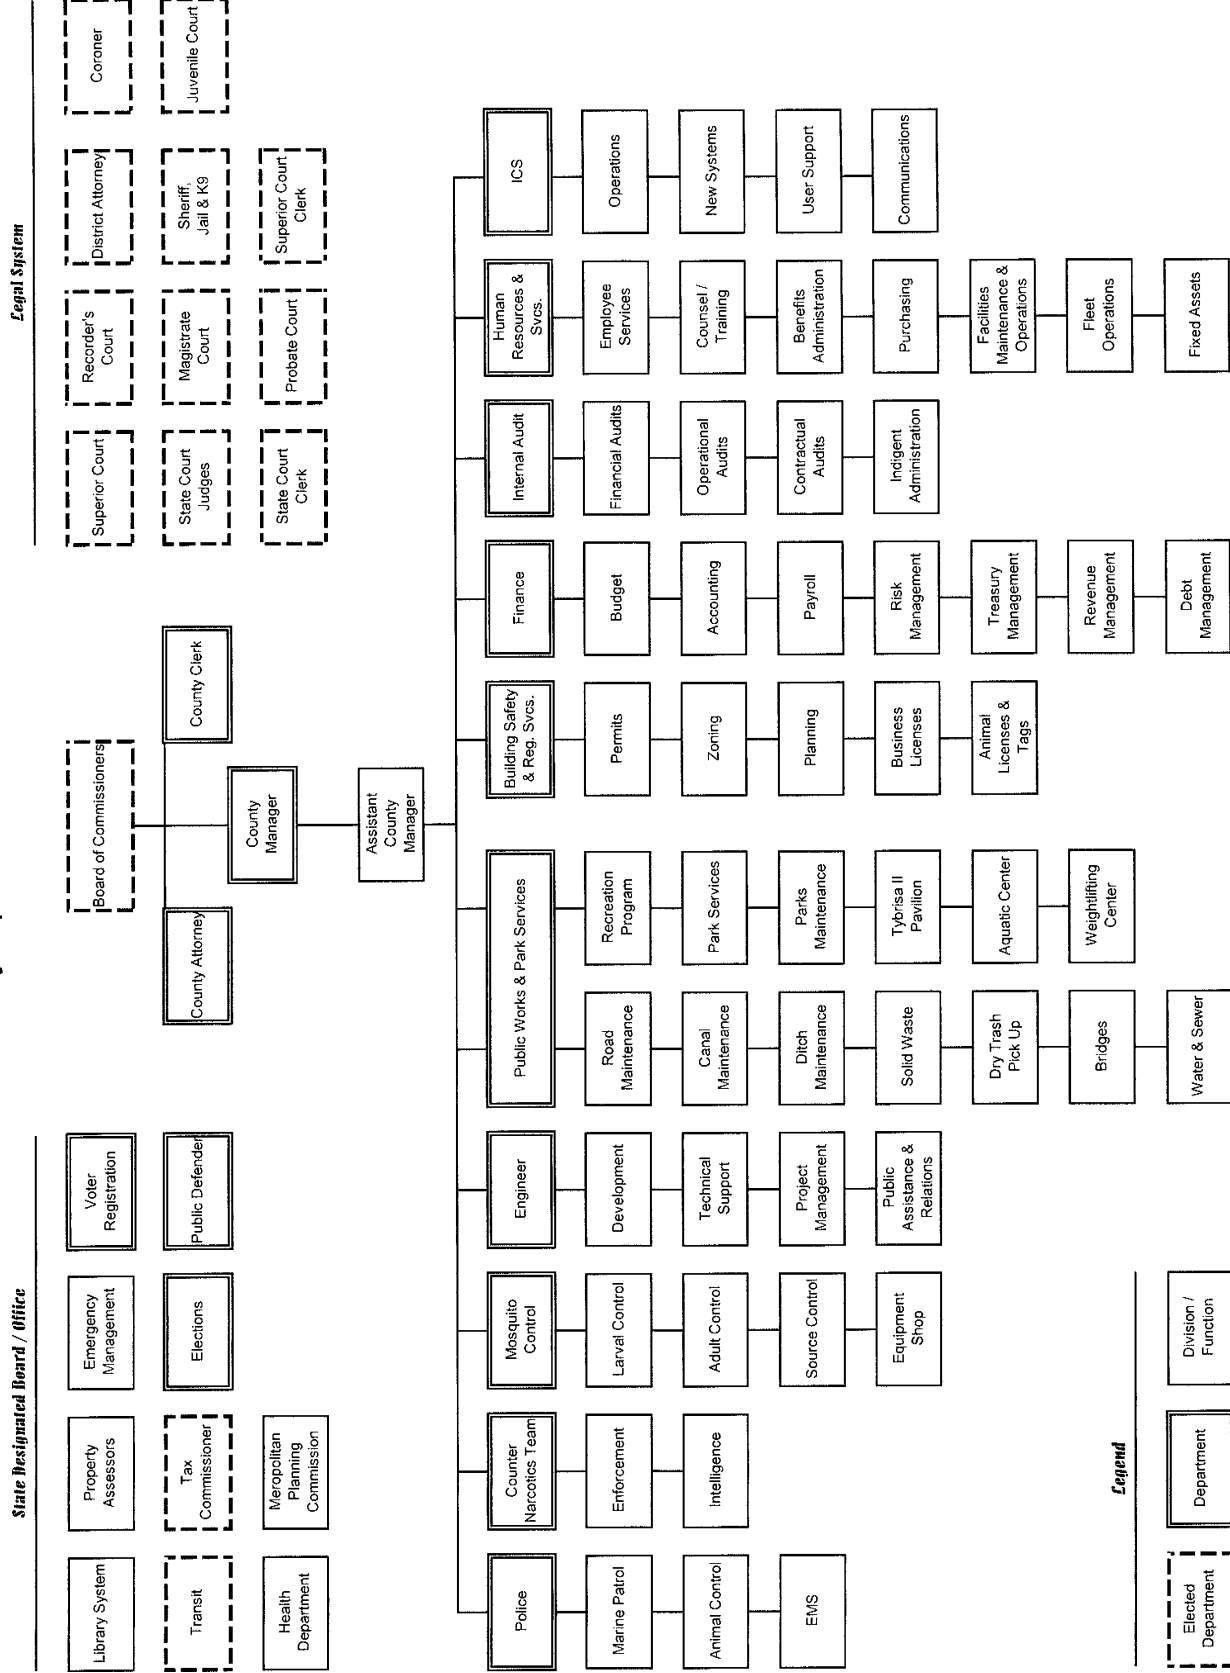 State Designated Board / Office
Legal System
Library System
Property
Assessors
Emergency
Management
Voter
Registration
Transit
Tax
Commissioner
Elections
Public Defender
Health
Department
Meropolitan
Planning
Commission
Board of Commissioners
County Attorney
County Clerk
County
Manager
Assistant
County
Manager
Superior Court
Recorder's
Court
District Attorney
Coroner
State Court
Judges
Magistrate
Court
Sheriff,
Jail & K9
Juvenile Court
State Court
Clerk
Probate Court
Superior Court
Clerk
Police
Marine Patrol
Animal Control
EMS
Counter
Narcotics Team
Enforcement
Intelligence
Mosquito
Control
Larval Control
Adult Control
Source Control
Equipment
Shop
Engineer
Development
Technical
Support
Project
Management
Public
Assistance &
Relations
Public Works & Park Services
Road
Maintenance
Canal
Maintenance
Ditch
Maintenance
Solid Waste
Dry Trash
Pick Up
Bridges
Water & Sewer
Recreation
Program
Park Services
Parks
Maintenance
Tybrisa II
Pavilion
Aquatic Center
Weightlifting
Center
Building Safety
& Reg. Svcs.
Permits
Zoning
Planning
Business
Licenses
Animal
Licenses &
Tags
Finance
Budget
Accounting
Payroll
Risk
Management
Treasury
Management
Revenue
Management
Debt
Management
Internal Audit
Financial Audits
Operational
Audits
Contractual
Audits
Indigent
Administration
Human
Resources &
Svcs.
Employee
Services
Counsel /
Training
Benefits
Administration
Purchasing
Facilities
Maintenance &
Operations
Fleet
Operations
Fixed Assets
ICS
Operations
New Systems
User Support
Communications
Legend
Elected
Department
Department
Division /
Function